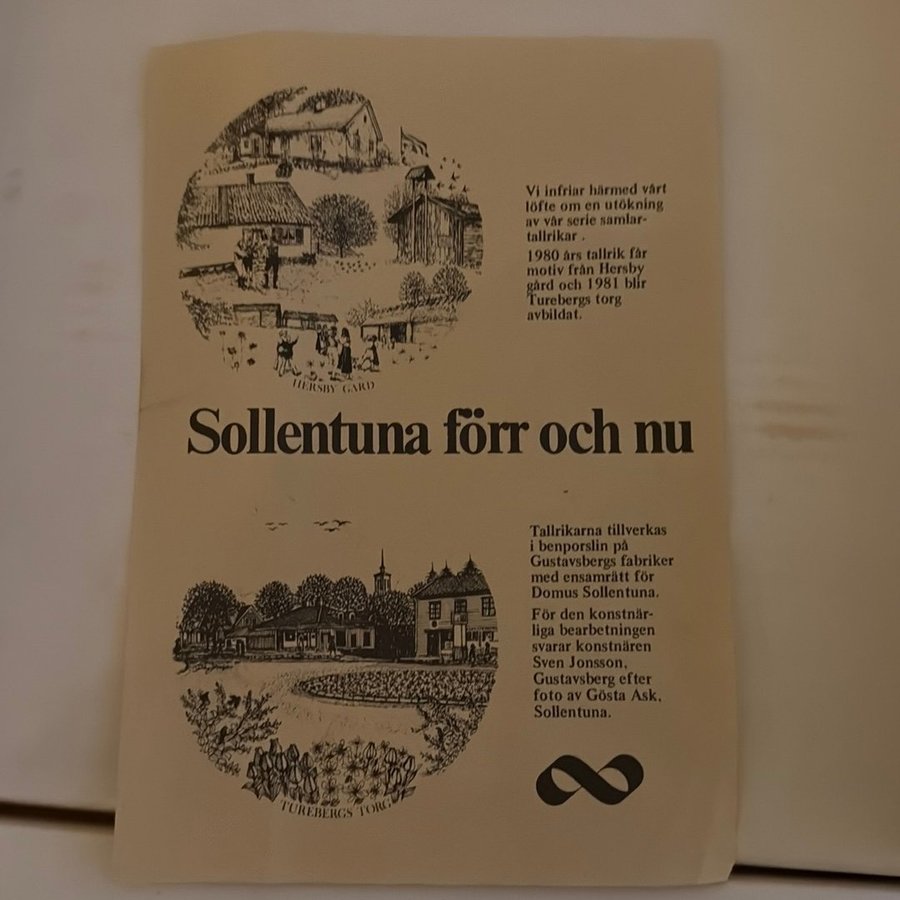 Vi infriar härmed vårt
löfte om en utökning
av vår serie samlar-
tallrikar .
1980 års tallrik får
motiv från Hersby
gård och 1981 blir
Turebergs torg
avbildat.
HERSBY GÅRD
Sollentuna förr och nu
Tallrikarna tillverkas
i benporslin på
Gustavsbergs fabriker
med ensamrätt för
Domus Sollentuna.
För den konstnär-
liga bearbetningen
svarar konstnären
Sven Jonsson,
Gustavsberg efter
foto av Gösta Ask,
Sollentuna.
TUREBERGS TORG